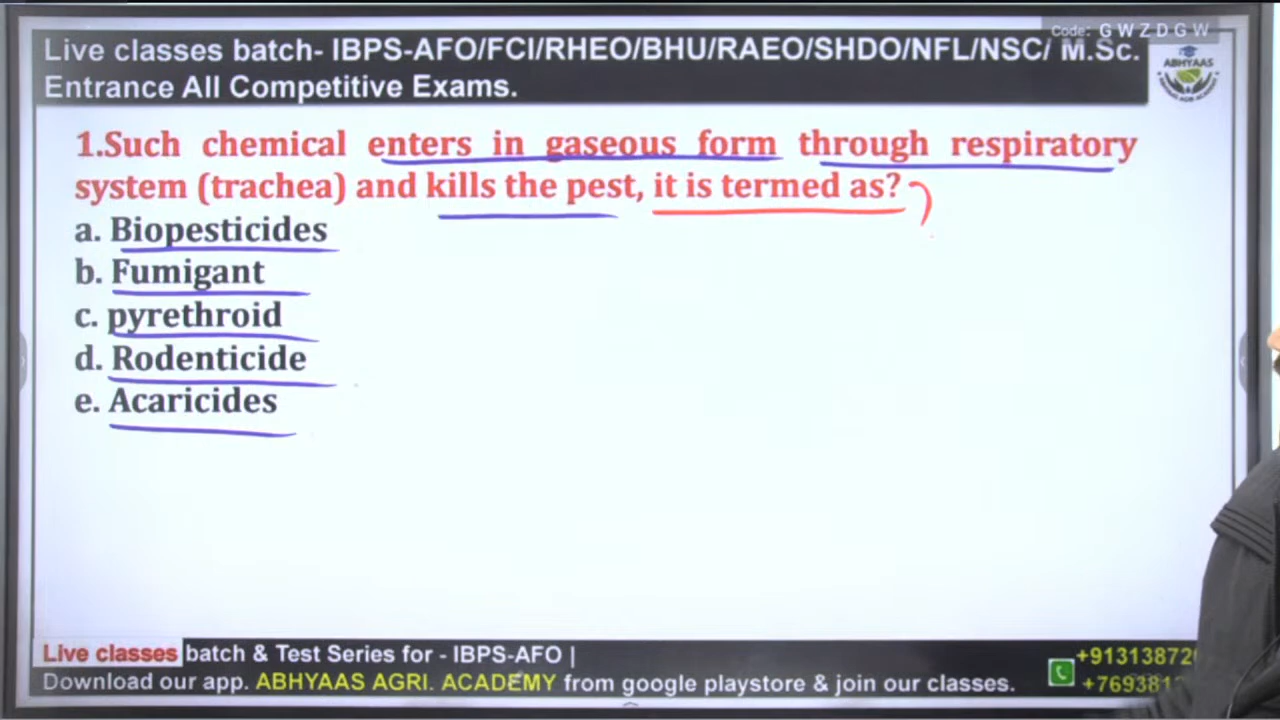 Code: G W Z D G W
Live classes batch- IBPS-AFO/FCI/RHEO/BHU/RAEO/SHDO/NFL/NSC/ M.Sc.
Entrance All Competitive Exams.
ABHYAAS
1.Such chemical enters in gaseous form through respiratory
system (trachea) and kills the pest, it is termed as?
a. Biopesticides
b. Fumigant
c. pyrethroid
d. Rodenticide
e. Acaricides
Live classes batch & Test Series for - IBPS-AFO |
Download our app. ABHYAAS AGRI. ACADEMY from google playstore & join our classes.
+91313872
+769381